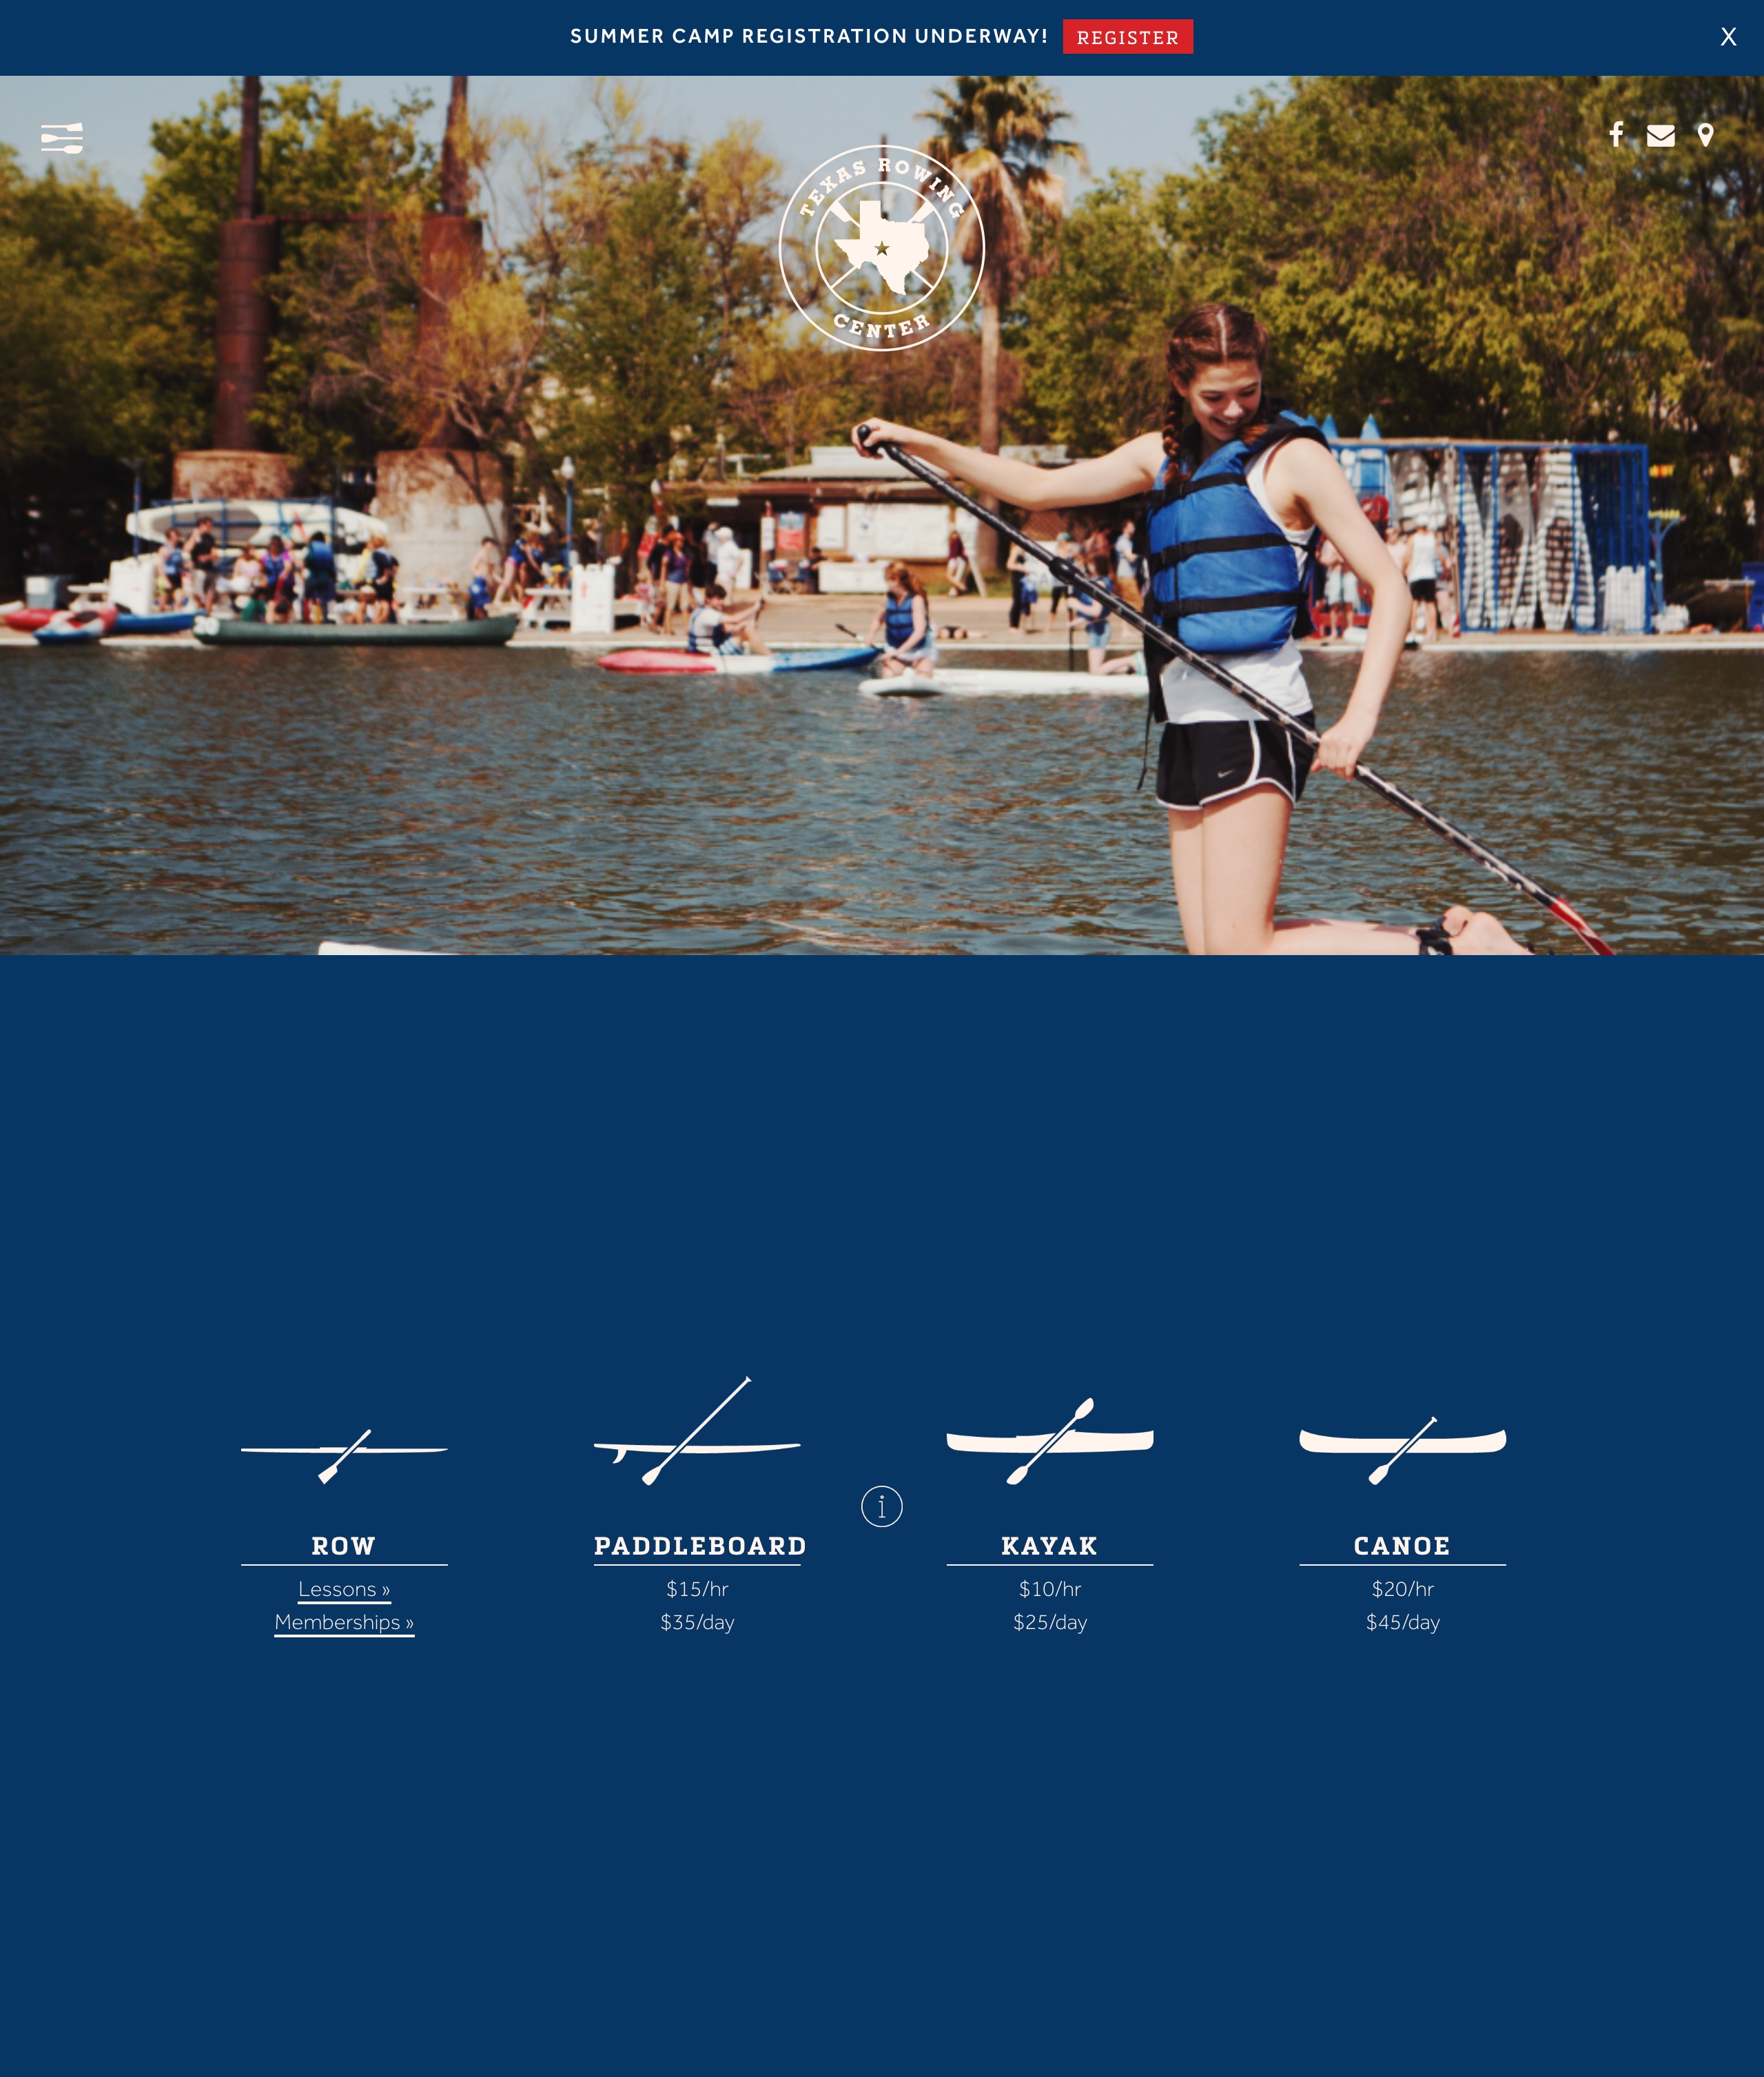 SUMMER CAMP REGISTRATION UNDERWAY! REGISTER X
TEXAS ROWING
CENTER
i
ROW
Lessons »
Memberships »
PADDLEBOARD
$15/hr
$35/day
KAYAK
$10/hr
$25/day
CANOE
$20/hr
$45/day